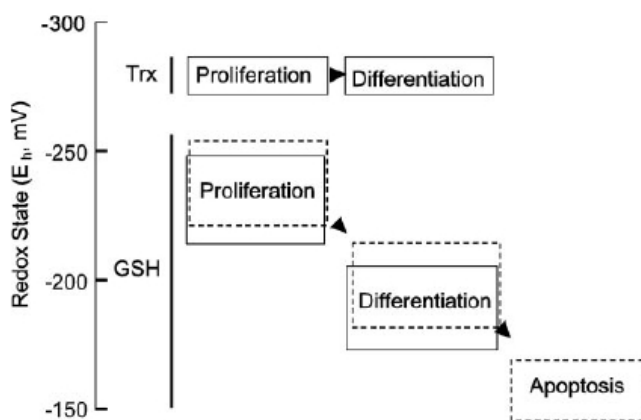 -300
Trx
Proliferation
Differentiation
-250
Proliferation
Redox State (Eh, mV)
GSH
-200
Differentiation
Apoptosis
-150